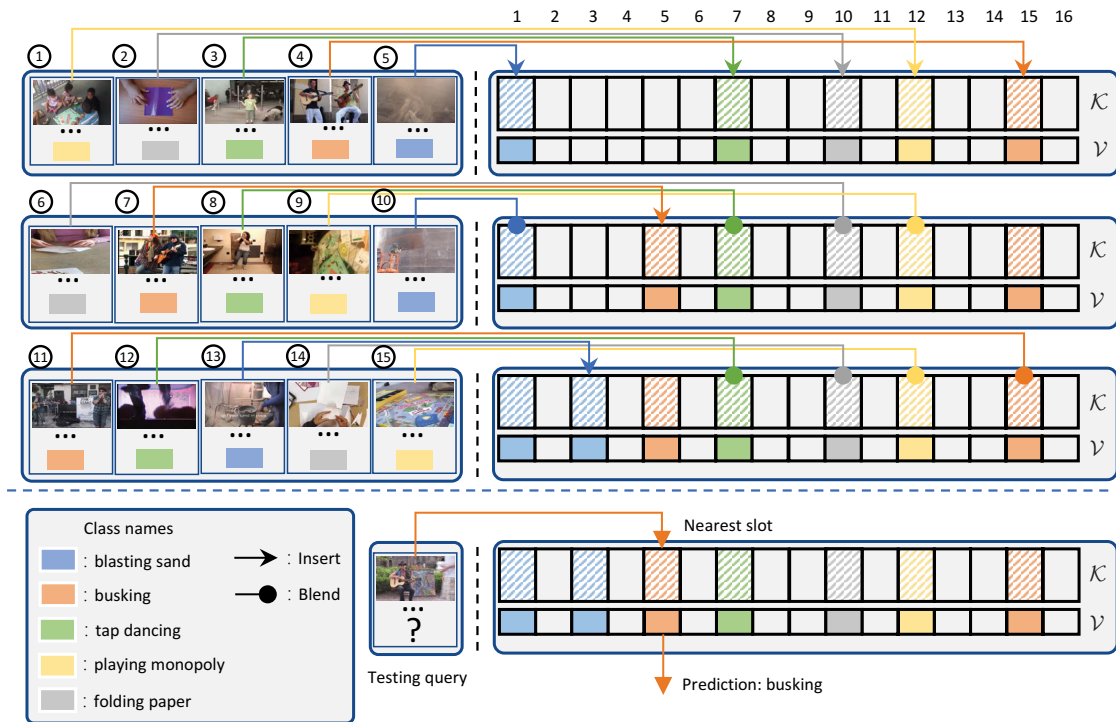 1 2 3 4 5 6 7 8 9 10 11 12 13 14 15 16
1 2 3 4 5
... ... ... ... ...
K
V
6 7 8 9 10
... ... ... ... ...
K
V
11 12 13 14 15
... ... ... ... ...
K
V
Class names
: blasting sand
: busking
: tap dancing
: playing monopoly
: folding paper
: Insert
: Blend
...
?
Testing query
Nearest slot
K
V
Prediction: busking